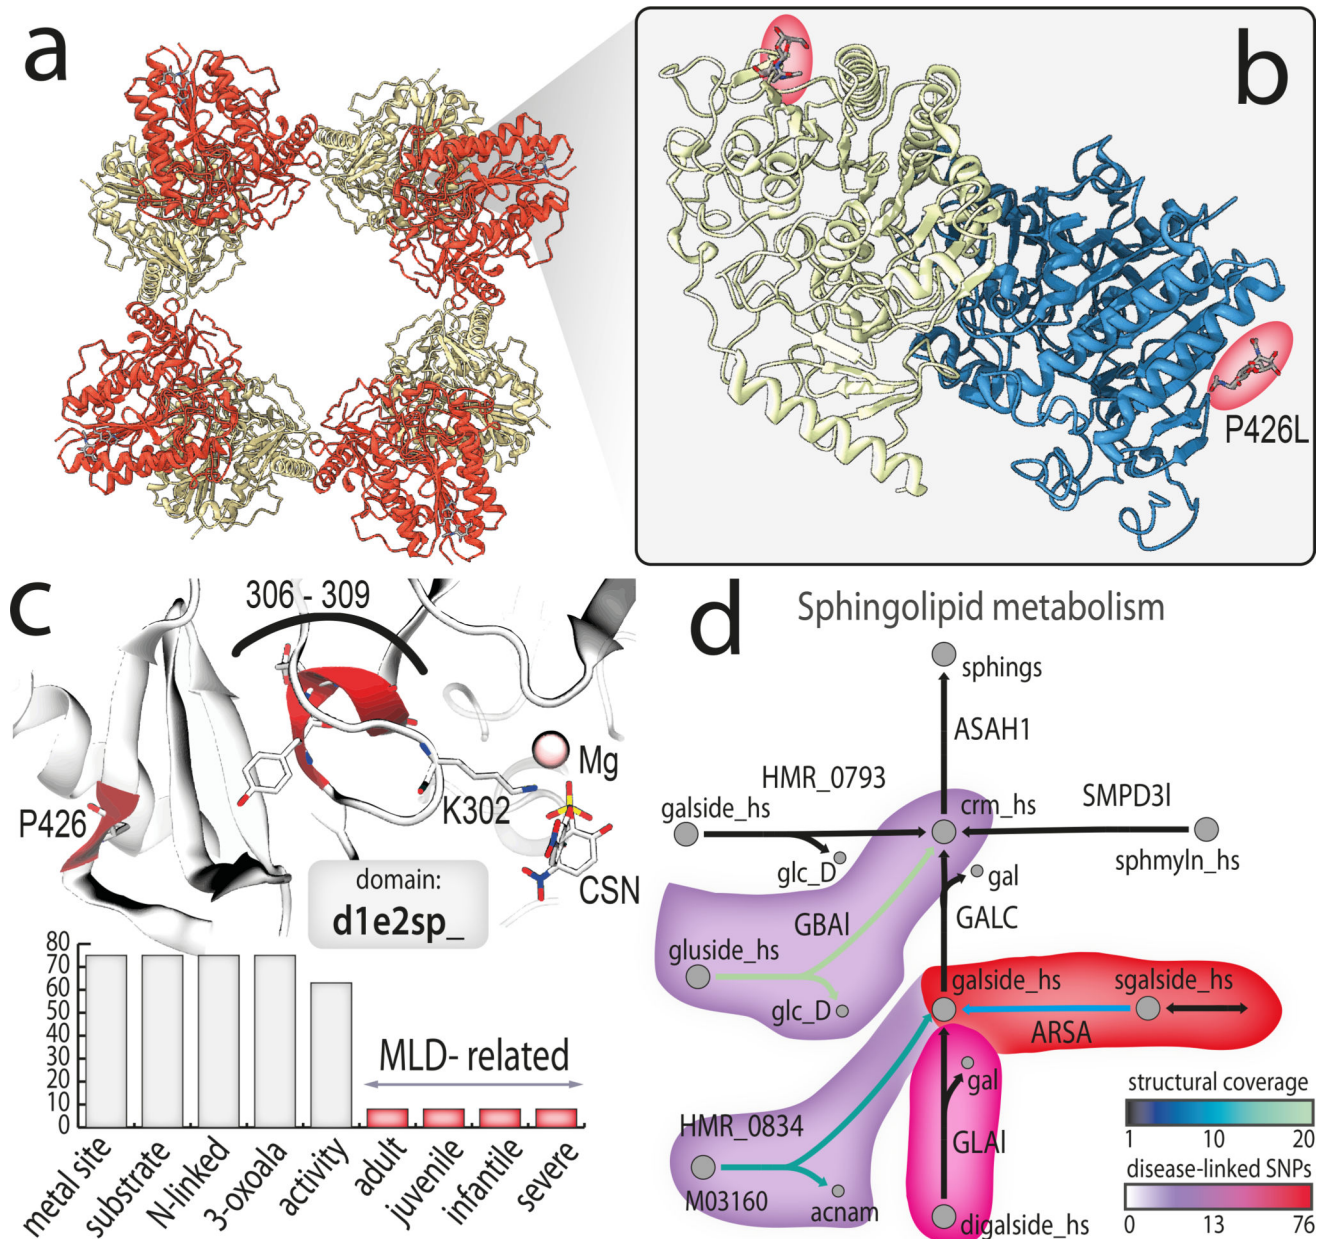 a
b
P426L
c
306 - 309
P426
K302
Mg
CSN
domain:
d1e2sp_
80
70
60
50
40
30
20
10
0
MLD- related
metal site
substrate
N-linked
3-oxoala
activity
adult
juvenile
infantile
severe
d
Sphingolipid metabolism
sphings
ASAH1
HMR_0793
galside_hs
crm_hs
SMPD3l
glc_D
gal
sphmyln_hs
GBAl
GALC
gluside_hs
glc_D
galside_hs
sgalside_hs
ARSA
gal
HMR_0834
GLAl
M03160
acnam
digalside_hs
structural coverage
1 10 20
disease-linked SNPs
0 13 76